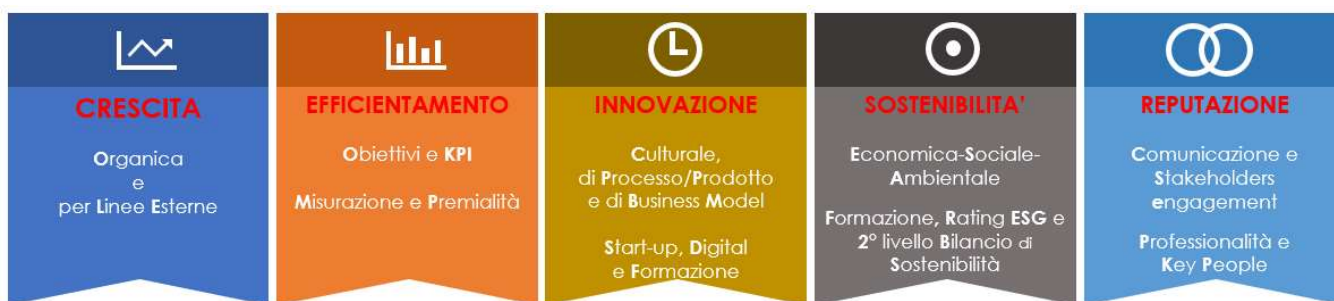 CRESCITA
Organica
e
per Linee Esterne
EFFICIENTAMENTO
Obiettivi e KPI
Misurazione e Premialità
INNOVAZIONE
Culturale,
di Processo/Prodotto
e di Business Model
Start-up, Digital
e Formazione
SOSTENIBILITA'
Economica-Sociale-
Ambientale
Formazione, Rating ESG e
2° livello Bilancio di
Sostenibilità
REPUTAZIONE
Comunicazione e
Stakeholders
engagement
Professionalità e
Key People